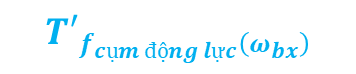 T′f cụm động lực(ωbx)